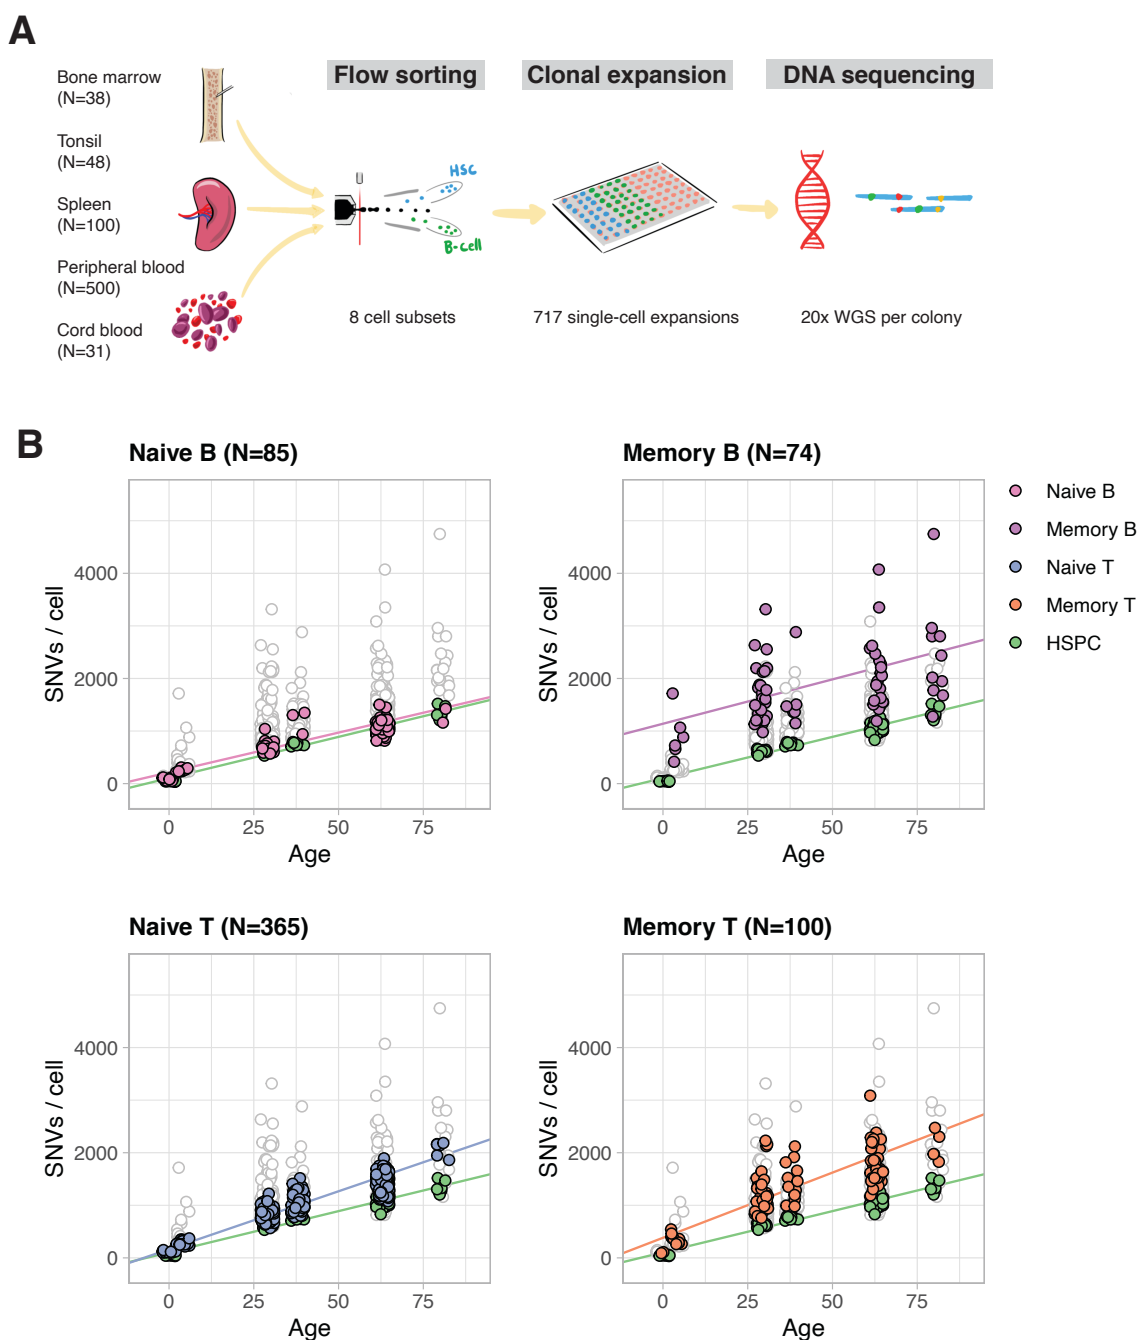 A
Bone marrow
(N=38)
Tonsil
(N=48)
Spleen
(N=100)
Peripheral blood
(N=500)
Cord blood
(N=31)
Flow sorting
Clonal expansion
DNA sequencing
HSC
B-cell
8 cell subsets
717 single-cell expansions
20x WGS per colony
B
Naive B (N=85)
SNVs / cell
4000
2000
0
0 25 50 75
Age
Memory B (N=74)
SNVs / cell
4000
2000
0
0 25 50 75
Age
Naive B
Memory B
Naive T
Memory T
HSPC
Naive T (N=365)
SNVs / cell
4000
2000
0
0 25 50 75
Age
Memory T (N=100)
SNVs / cell
4000
2000
0
0 25 50 75
Age